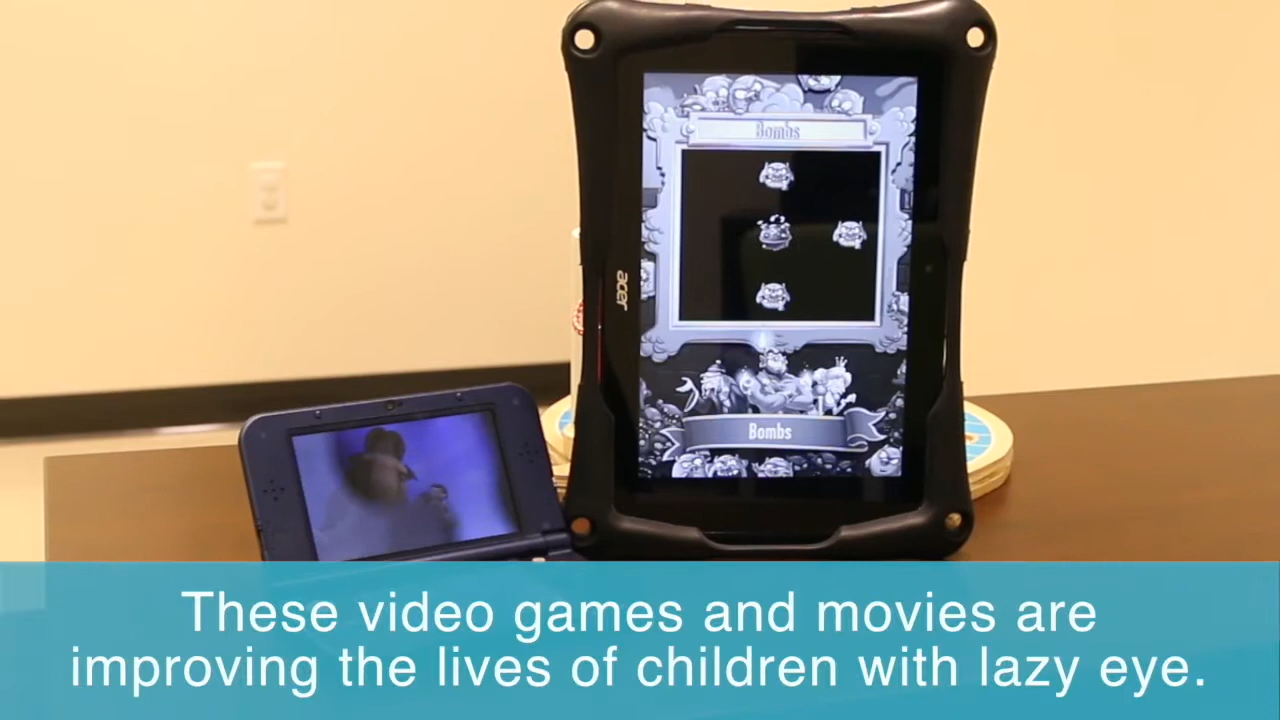 Bombs
acer
Bombs
These video games and movies are
improving the lives of children with lazy eye.